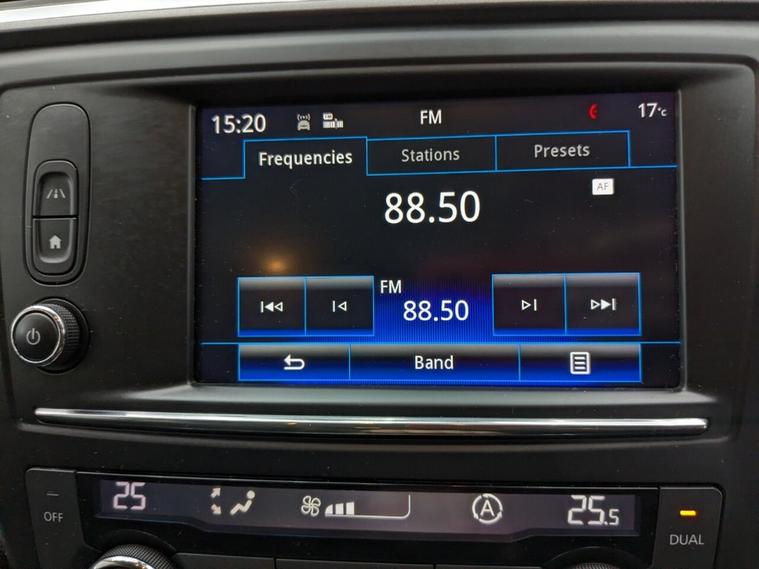 15:20 FM 17°c
Frequencies Stations Presets
AF
88.50
FM
88.50
Band
25 A 25.5
OFF DUAL